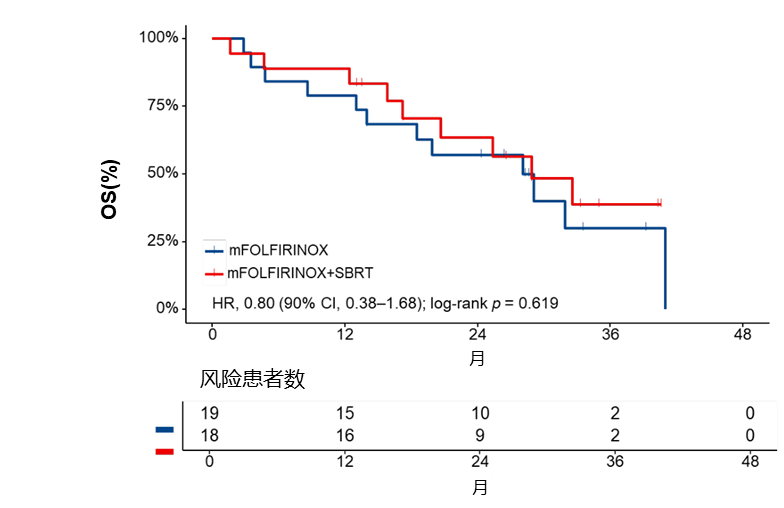 100%
75%
50%
25%
0%
OS(%)
mFOLFIRINOX
mFOLFIRINOX+SBRT
HR, 0.80 (90% CI, 0.38–1.68); log-rank p = 0.619
0 12 24 36 48
月
风险患者数
19 15 10 2 0
18 16 9 2 0
0 12 24 36 48
月